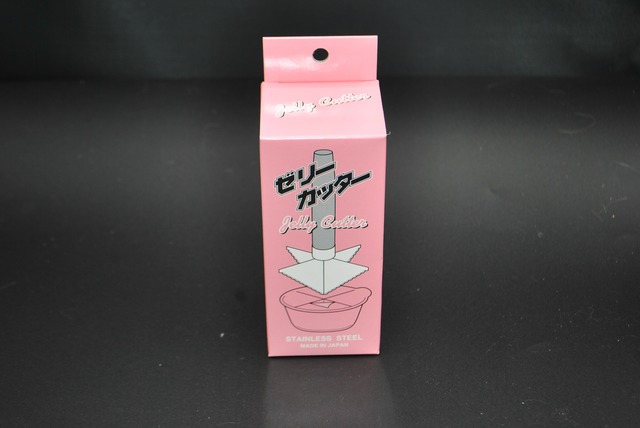 Jelly Cutter
ゼリー
カッター
Jelly Cutter
STAINLESS STEEL
MADE IN JAPAN